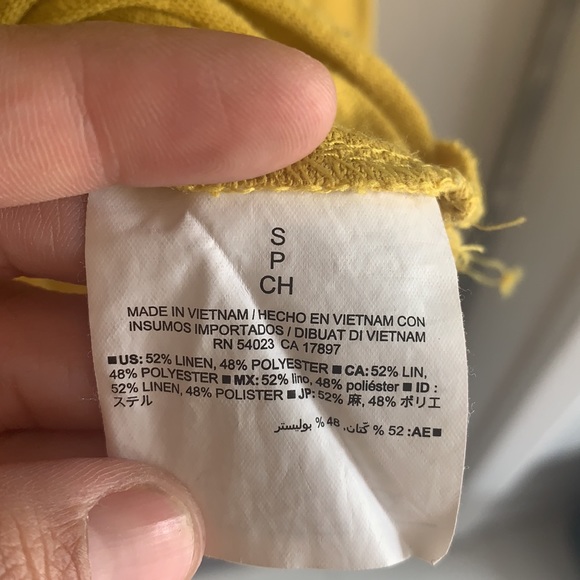 S
P
CH
MADE IN VIETNAM / HECHO EN VIETNAM CON
INSUMOS IMPORTADOS / DIBUAT DI VIETNAM
RN 54023 CA 17897
■US: 52% LINEN, 48% POLYESTER ■CA: 52% LIN,
48% POLYESTER ■MX: 52% lino, 48% poliéster ■ID :
52% LINEN, 48% POLISTER ■JP: 52% 麻, 48% ポリエ
ステル
■AE: 52 % كتان, 48 % بوليستر